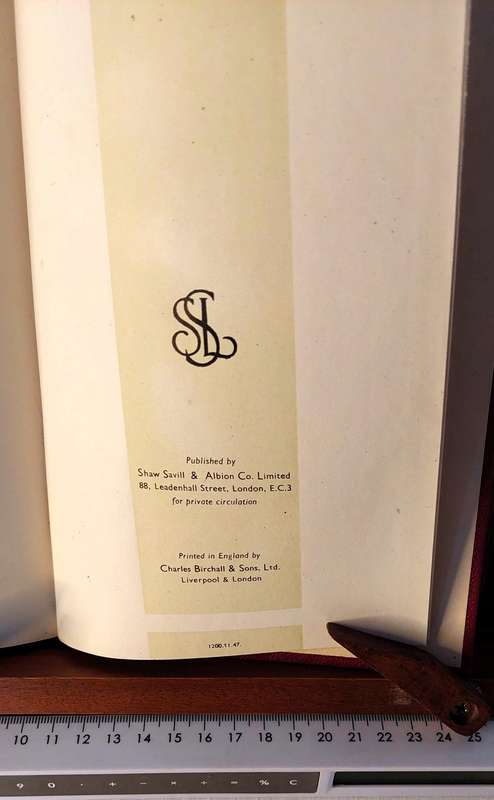 SSL
Published by
Shaw Savill & Albion Co. Limited
88, Leadenhall Street, London, E.C.3
for private circulation
Printed in England by
Charles Birchall & Sons, Ltd.
Liverpool & London
1200.11.47.
10 11 12 13 14 15 16 17 18 19 20 21 22 23 24 25
? 0 · + − × ÷ = % C